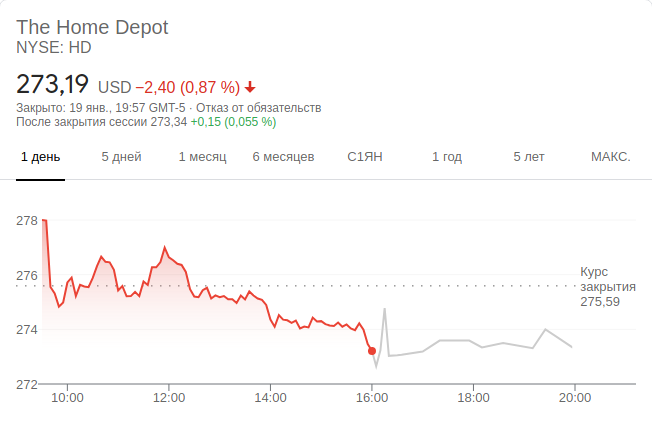 The Home Depot
NYSE: HD
273,19 USD −2,40 (0,87 %)
Закрыто: 19 янв., 19:57 GMT-5 · Отказ от обязательств
После закрытия сессии 273,34 +0,15 (0,055 %)
1 день 5 дней 1 месяц 6 месяцев С1ЯН 1 год 5 лет МАКС.
278
276
Курс
закрытия
275,59
274
272
10:00 12:00 14:00 16:00 18:00 20:00